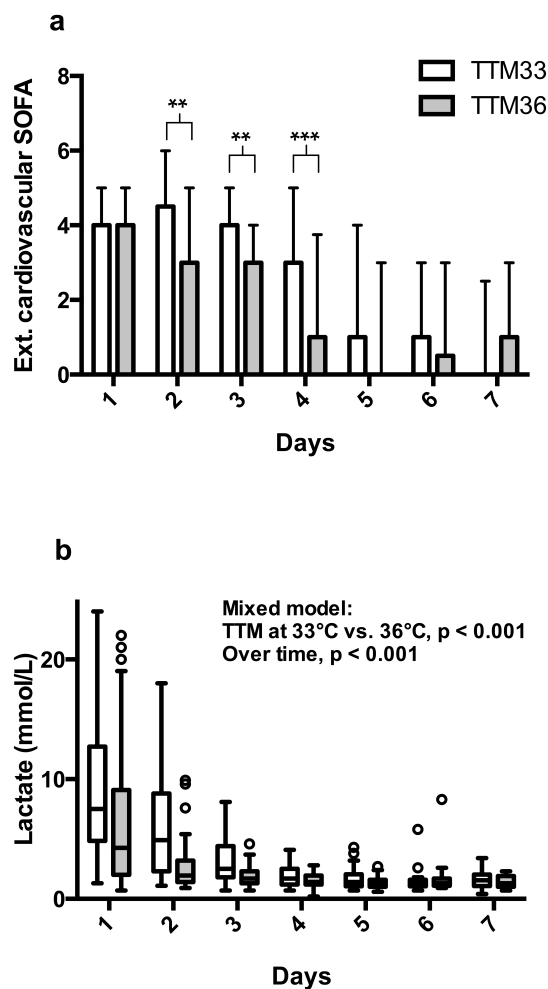 a
TTM33
TTM36
Ext. cardiovascular SOFA
8
6
4
2
0
**
**
***
1 2 3 4 5 6 7
Days
b
Mixed model:
TTM at 33°C vs. 36°C, p < 0.001
Over time, p < 0.001
Lactate (mmol/L)
20
10
0
1 2 3 4 5 6 7
Days